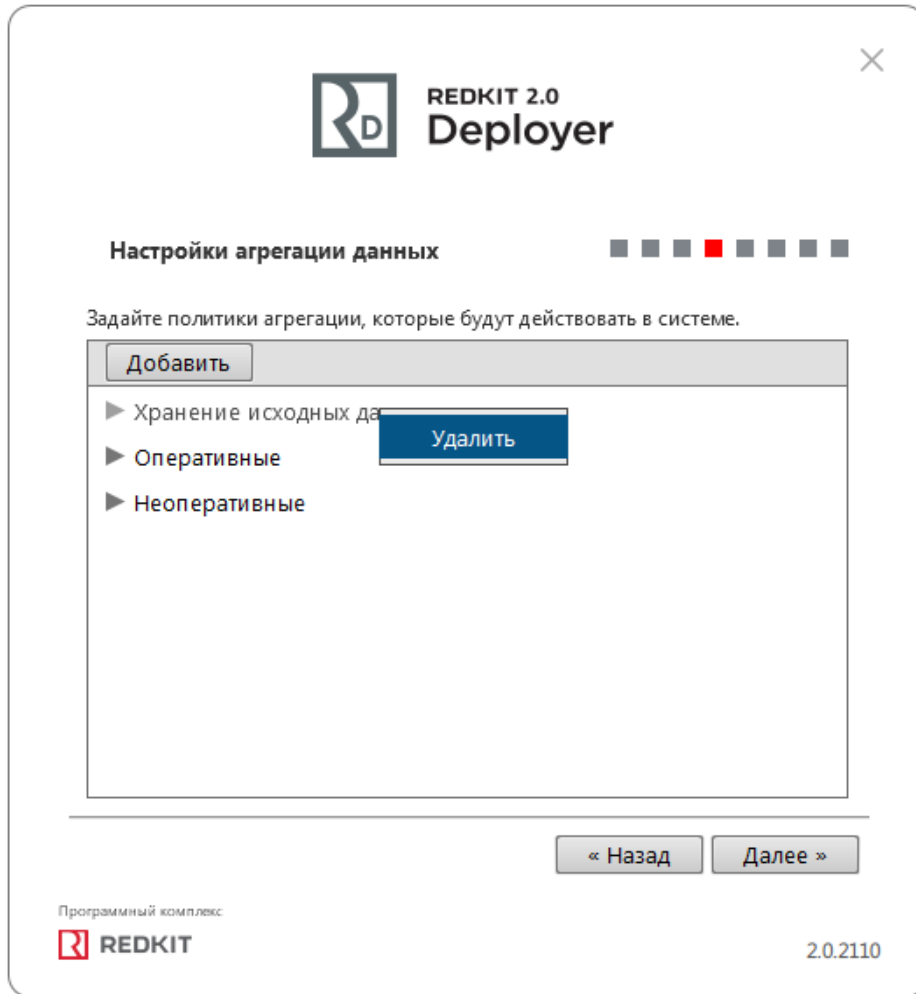 REDKIT 2.0
Deployer
Настройки агрегации данных
Задайте политики агрегации, которые будут действовать в системе.
Добавить
Хранение исходных
Удалить
Оперативные
Неоперативные
« Назад
Далее »
Программный комплекс
REDKIT
2.0.2110